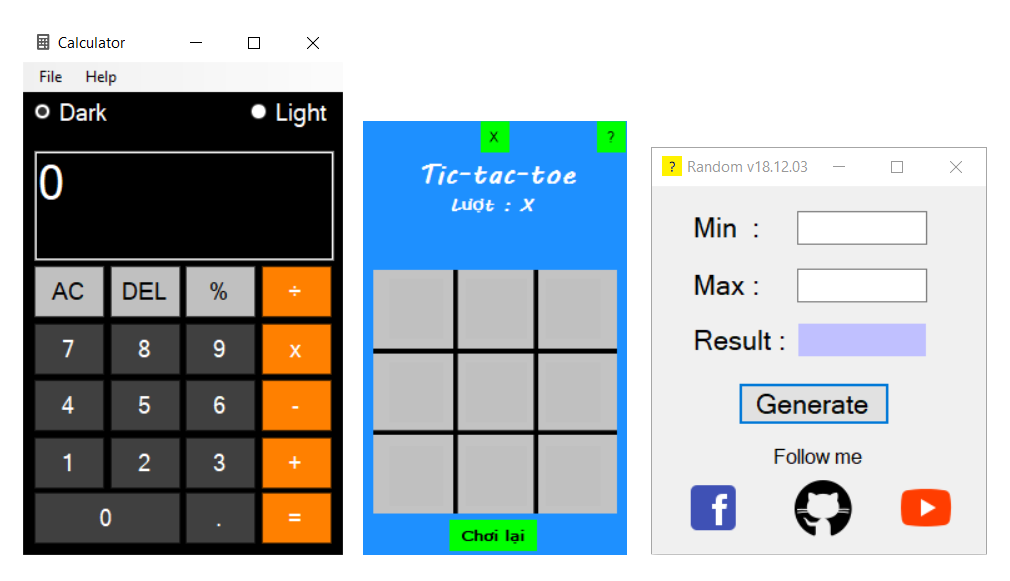 Calculator
File Help
Dark Light
0
AC DEL % ÷
7 8 9 x
4 5 6 -
1 2 3 +
0 . =
X ?
Tic-tac-toe
Lượt : X
Chơi lại
? Random v18.12.03
Min :
Max :
Result :
Generate
Follow me
f